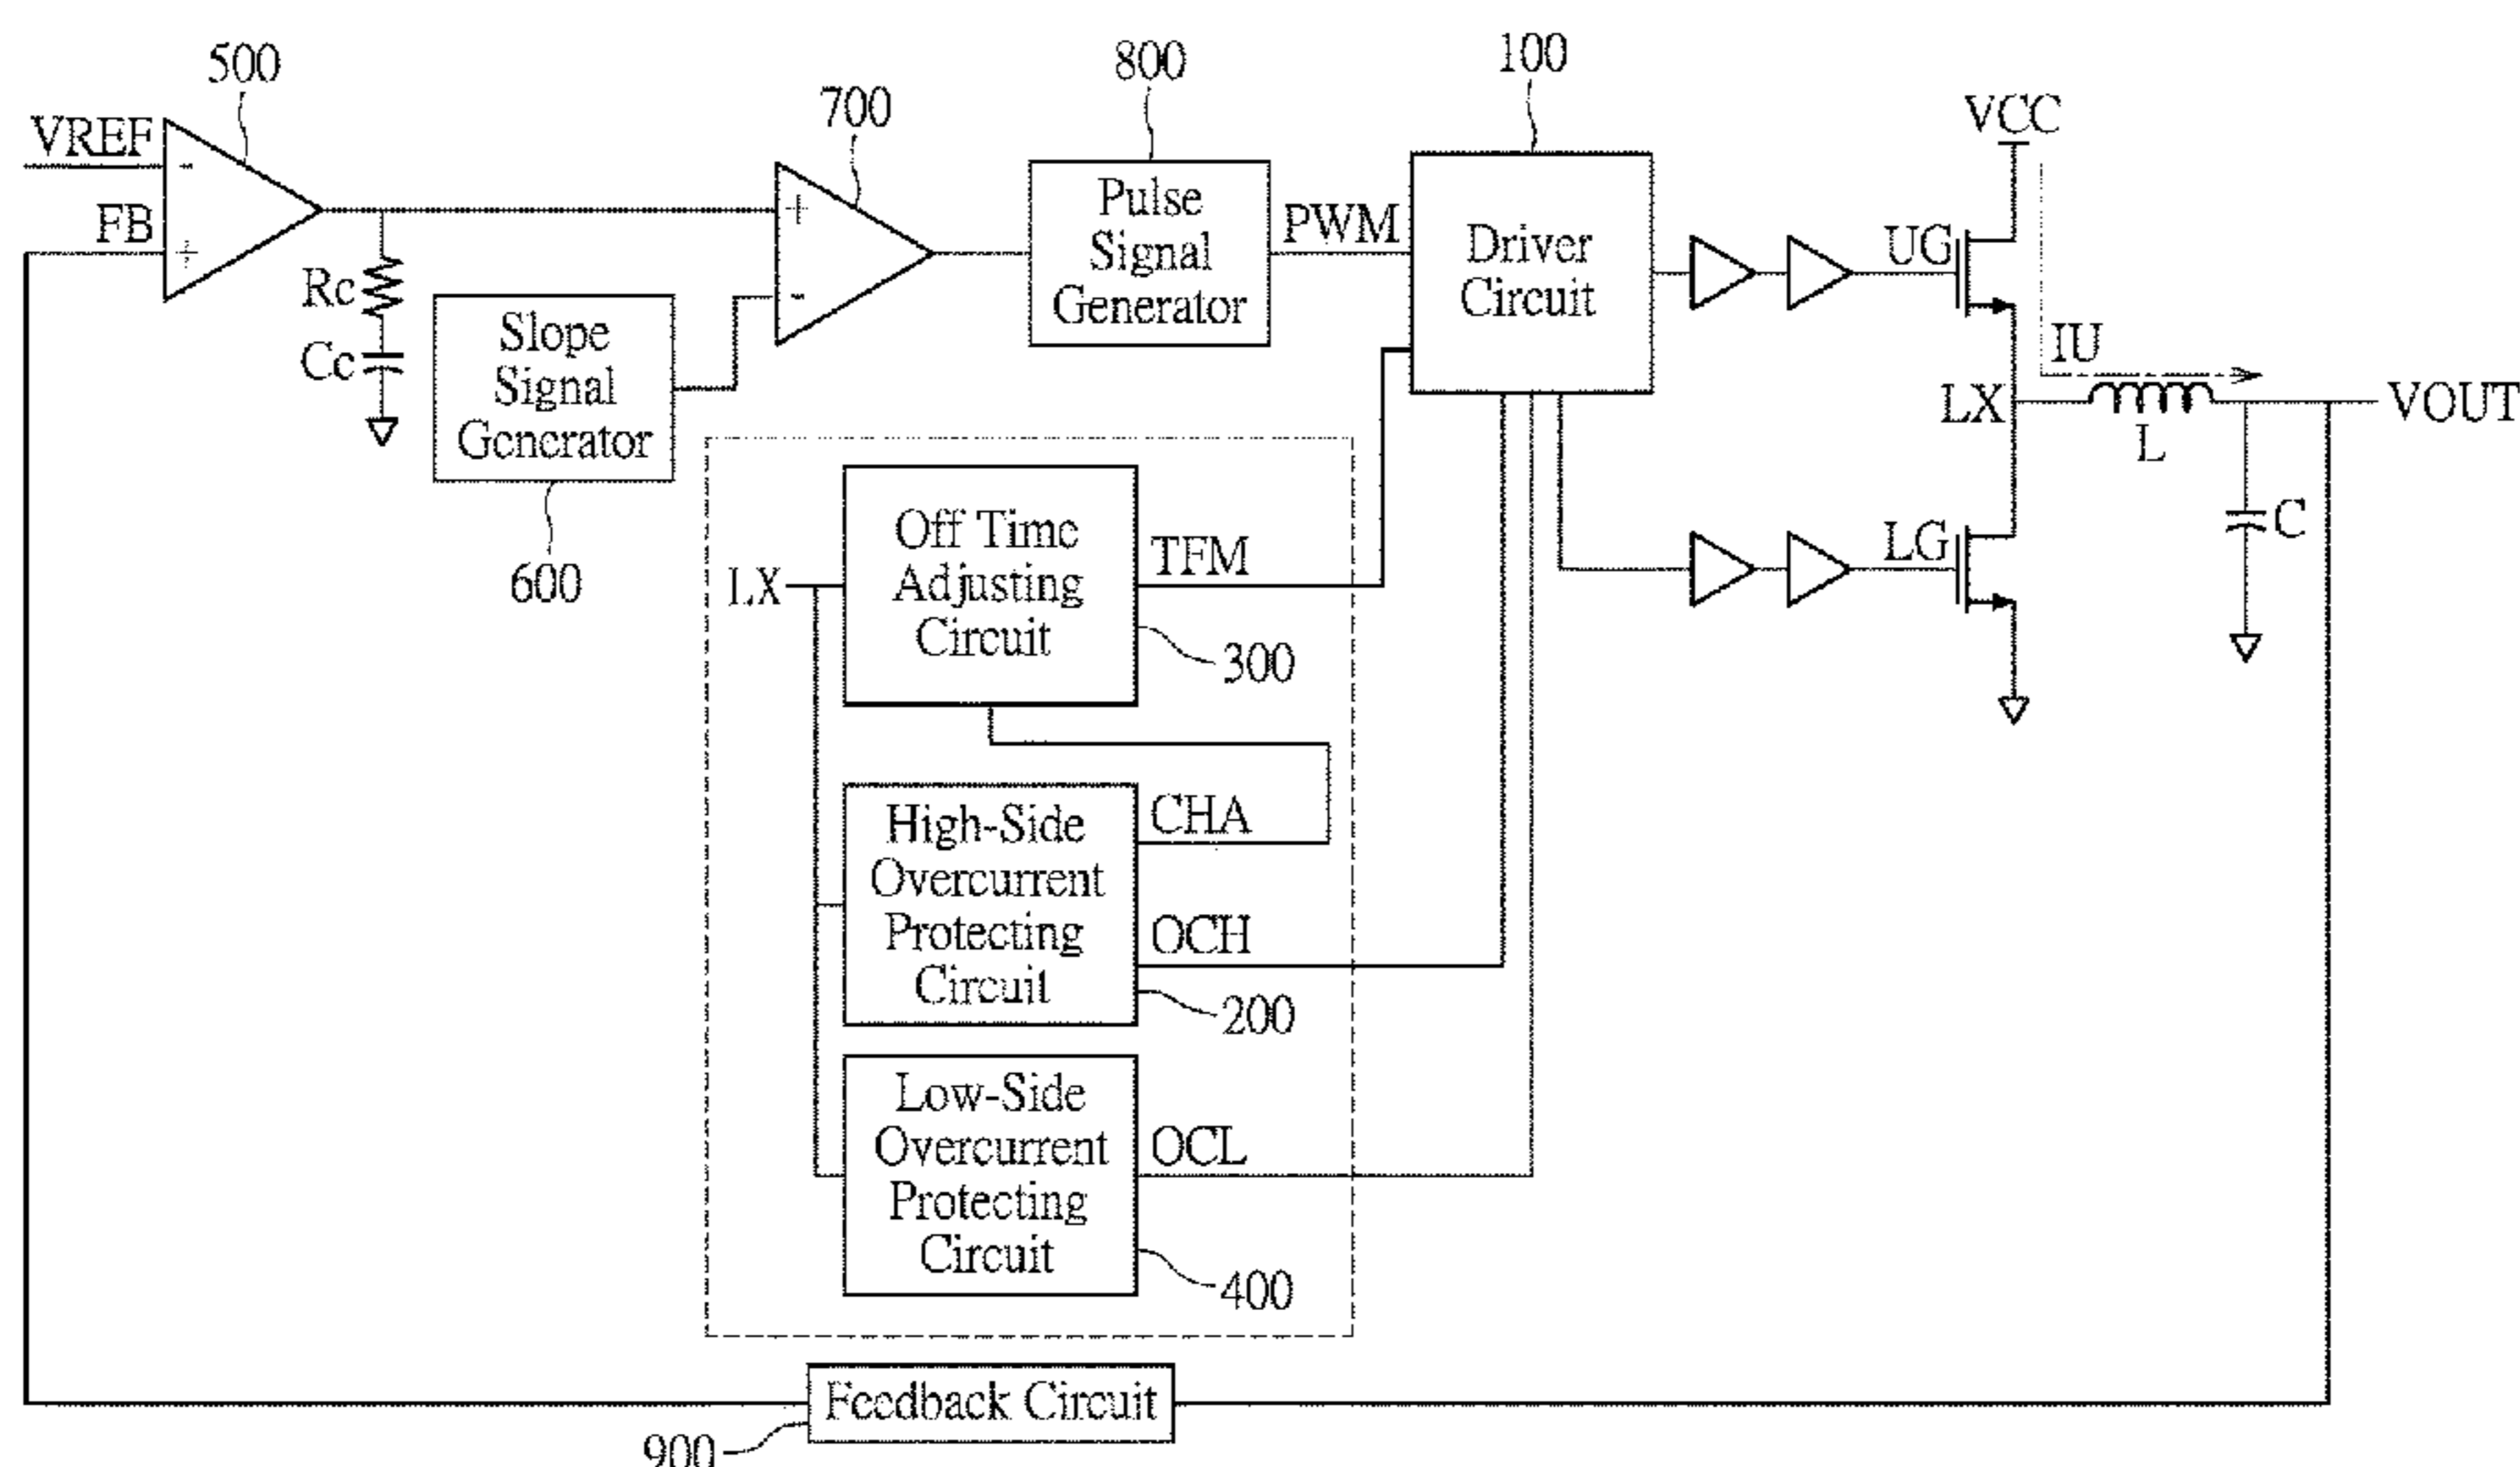 500
VREF
-
FB
+
Rc
Cc
Slope
Signal
Generator
600
700
+
-
800
Pulse
Signal
Generator
PWM
100
Driver
Circuit
VCC
UG
IU
LX
L
VOUT
C
LG
LX
Off Time
Adjusting
Circuit
TFM
300
High-Side
Overcurrent
Protecting
Circuit
CHA
OCH
200
Low-Side
Overcurrent
Protecting
Circuit
OCL
400
Feedback Circuit
900